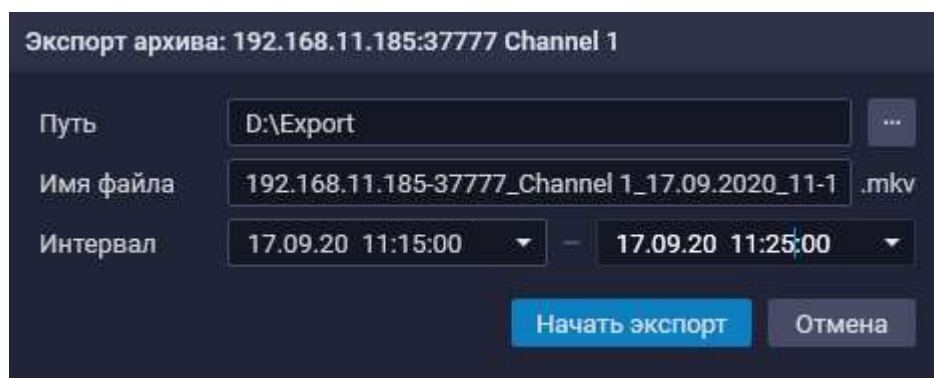 Экспорт архива: 192.168.11.185:37777 Channel 1
Путь D:\Export ...
Имя файла 192.168.11.185-37777_Channel 1_17.09.2020_11-1 .mkv
Интервал 17.09.20 11:15:00 – 17.09.20 11:25:00
Начать экспорт Отмена